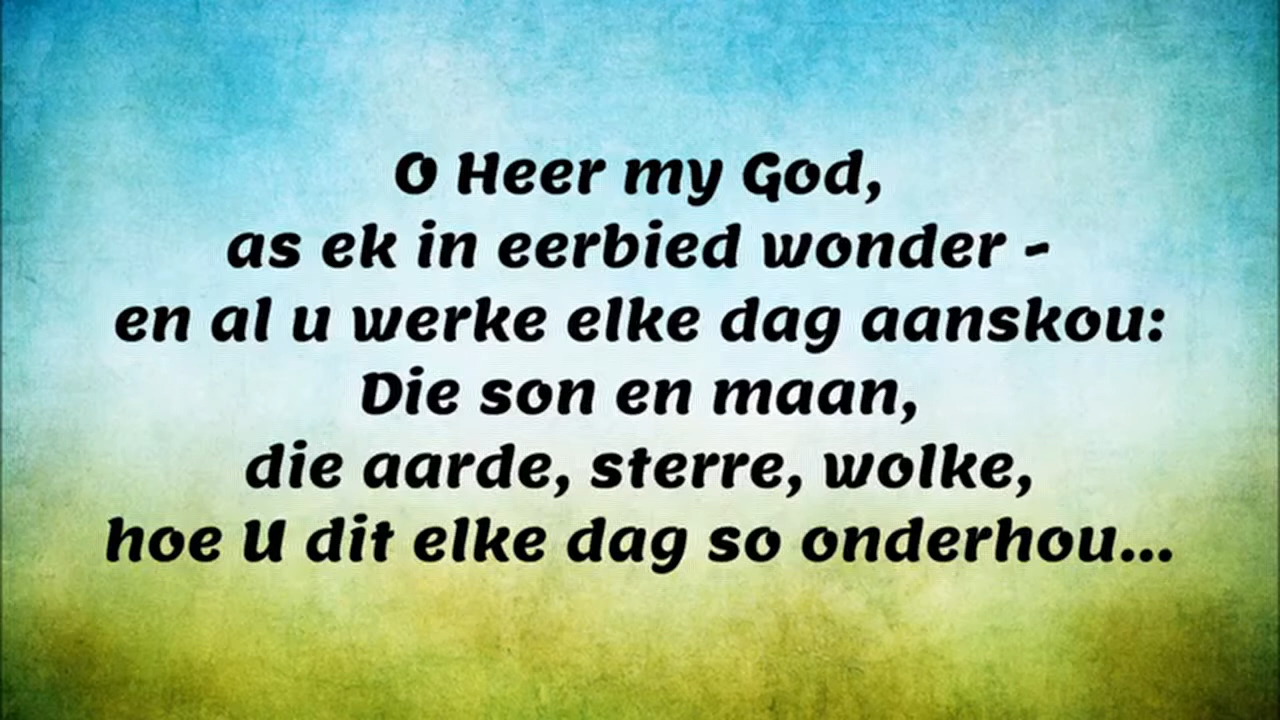 O Heer my God,
as ek in eerbied wonder -
en al u werke elke dag aanskou:
Die son en maan,
die aarde, sterre, wolke,
hoe U dit elke dag so onderhou...